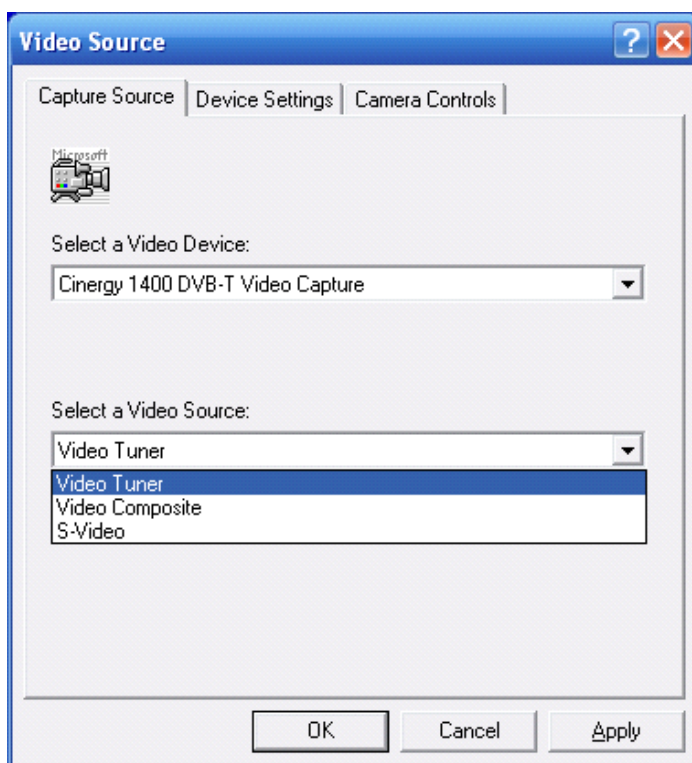 Video Source
Capture Source Device Settings Camera Controls
Microsoft
Select a Video Device:
Cinergy 1400 DVB-T Video Capture
Select a Video Source:
Video Tuner
Video Tuner
Video Composite
S-Video
OK Cancel Apply